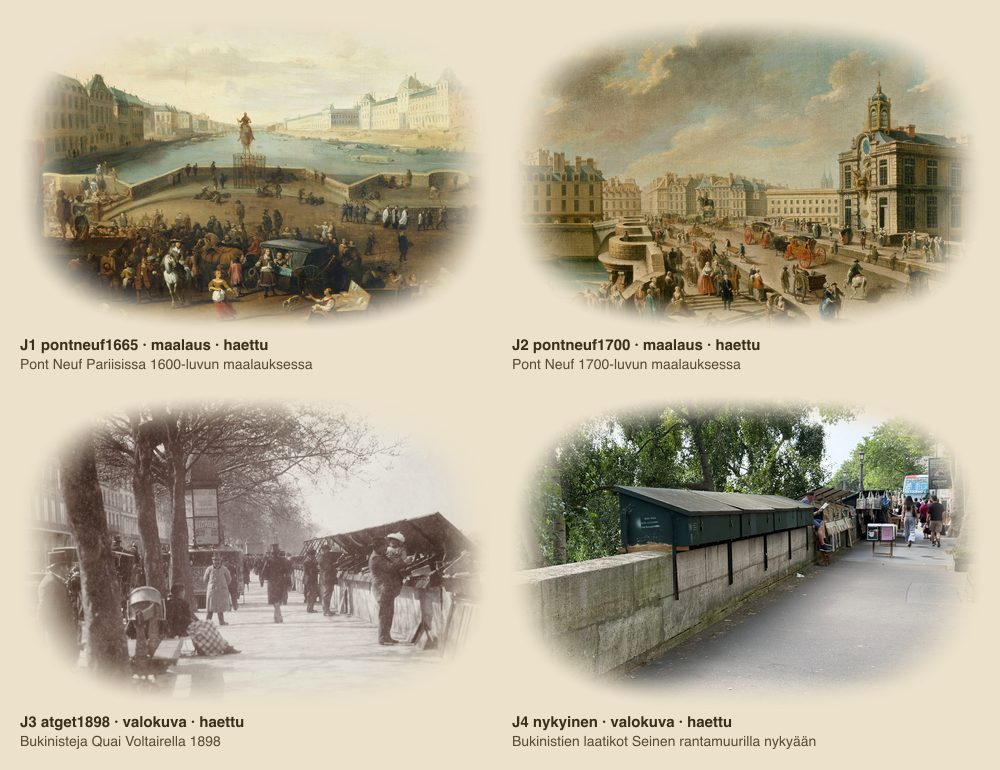 J1 pontneuf1665 · maalaus · haettu
Pont Neuf Pariisissa 1600-luvun maalauksessa
J2 pontneuf1700 · maalaus · haettu
Pont Neuf 1700-luvun maalauksessa
J3 atget1898 · valokuva · haettu
Bukinisteja Quai Voltairella 1898
J4 nykyinen · valokuva · haettu
Bukinistien laatikot Seinen rantamuurilla nykyään